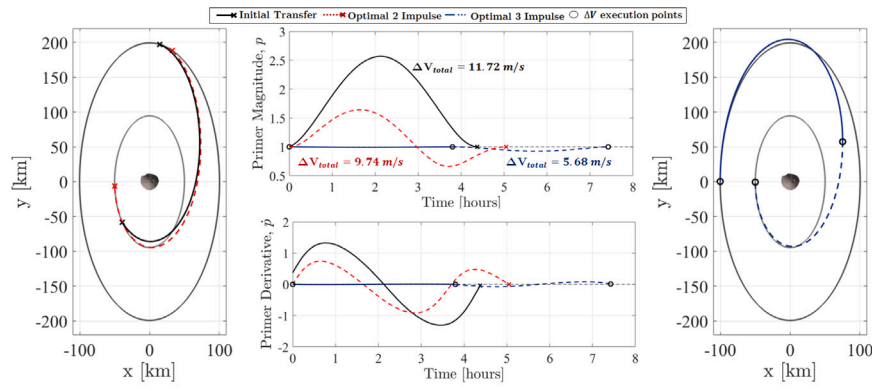 Initial Transfer Optimal 2 Impulse Optimal 3 Impulse ΔV execution points
200
150
100
50
0
-50
-100
-150
-200
y [km]
-100 0 100
x [km]
3
2.5
2
1.5
1
0.5
Primer Magnitude, p
ΔV_total = 11.72 m/s
ΔV_total = 9.74 m/s
ΔV_total = 5.68 m/s
0 1 2 3 4 5 6 7 8
Time [hours]
2
1
0
-1
-2
Primer Derivative, ṗ
0 1 2 3 4 5 6 7 8
Time [hours]
200
150
100
50
0
-50
-100
-150
-200
y [km]
-100 0 100
x [km]